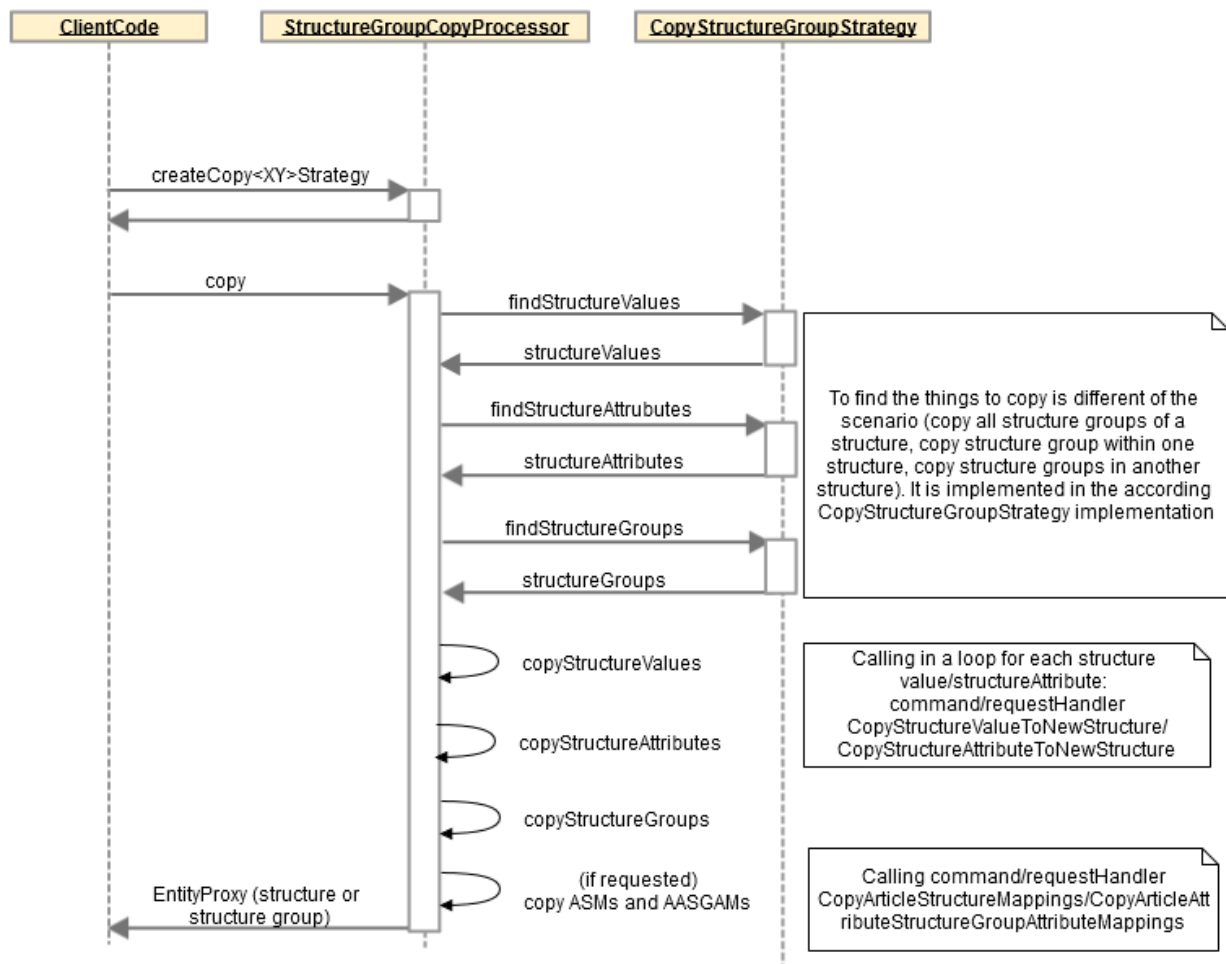 ClientCode
StructureGroupCopyProcessor
CopyStructureGroupStrategy
createCopy<XY>Strategy
copy
findStructureValues
structureValues
findStructureAttrubutes
structureAttributes
findStructureGroups
structureGroups
To find the things to copy is different of the
scenario (copy all structure groups of a
structure, copy structure group within one
structure, copy structure groups in another
structure). It is implemented in the according
CopyStructureGroupStrategy implementation
copyStructureValues
Calling in a loop for each structure
value/structureAttribute:
command/requestHandler
CopyStructureValueToNewStructure/
CopyStructureAttributeToNewStructure
copyStructureAttributes
copyStructureGroups
(if requested)
copy ASMs and AASGAMs
EntityProxy (structure or
structure group)
Calling command/requestHandler
CopyArticleStructureMappings/CopyArticleAtt
ributeStructureGroupAttributeMappings